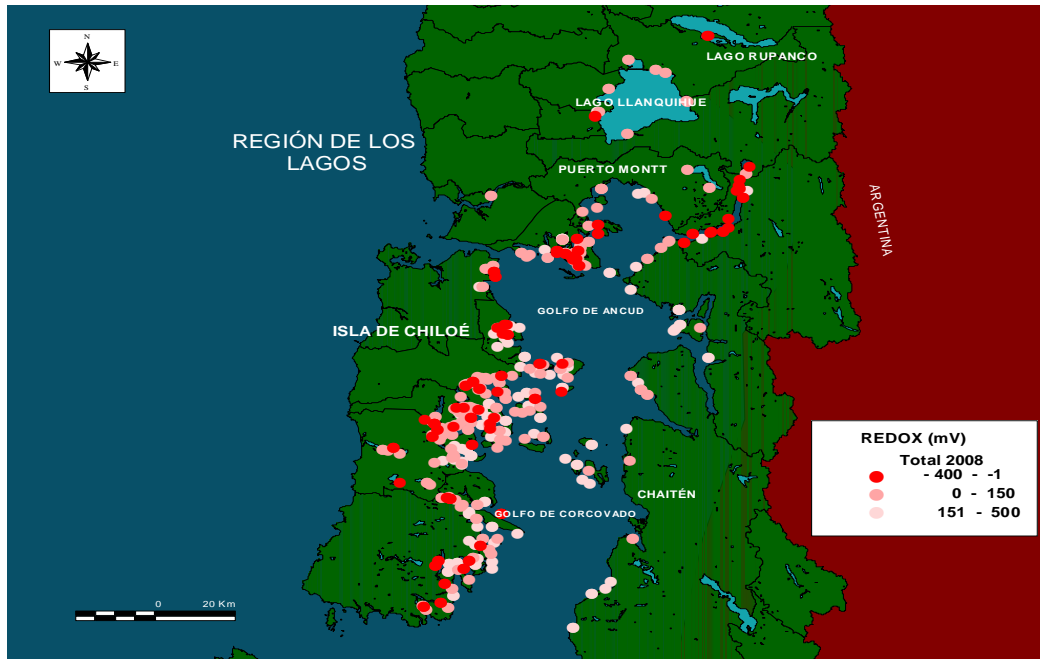 N
W E
S
LAGO RUPANCO
LAGO LLANQUIHUE
REGIÓN DE LOS
LAGOS
PUERTO MONTT
ARGENTINA
GOLFO DE ANCUD
ISLA DE CHILOÉ
CHAITÉN
GOLFO DE CORCOVADO
REDOX (mV)
Total 2008
- 400 - -1
0 - 150
151 - 500
0 20 Km